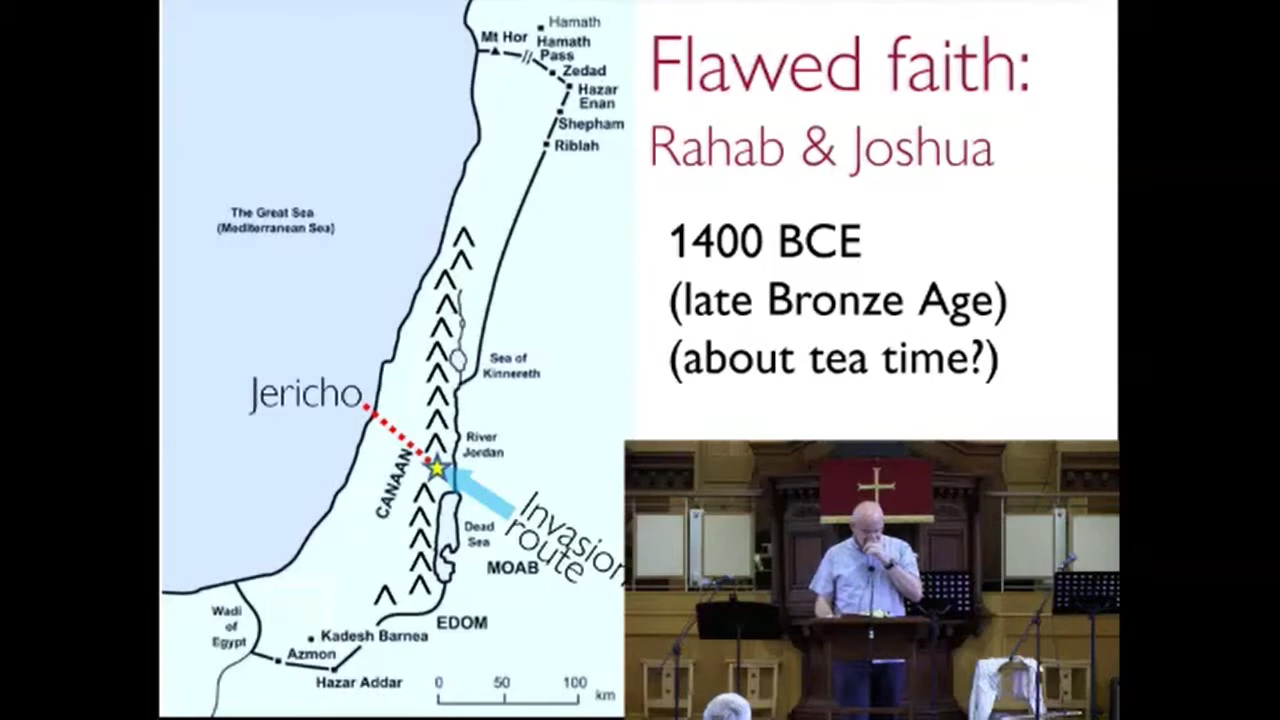 Hamath
Mt Hor
Hamath
Pass
Zedad
Hazar
Enan
Shepham
Riblah
The Great Sea
(Mediterranean Sea)
Sea of
Kinnereth
Jericho
River
Jordan
CANAAN
Invasion
route
Dead
Sea
MOAB
EDOM
Wadi
of
Egypt
Kadesh Barnea
Azmon
Hazar Addar
0 50 100
km
Flawed faith:
Rahab & Joshua
1400 BCE
(late Bronze Age)
(about tea time?)